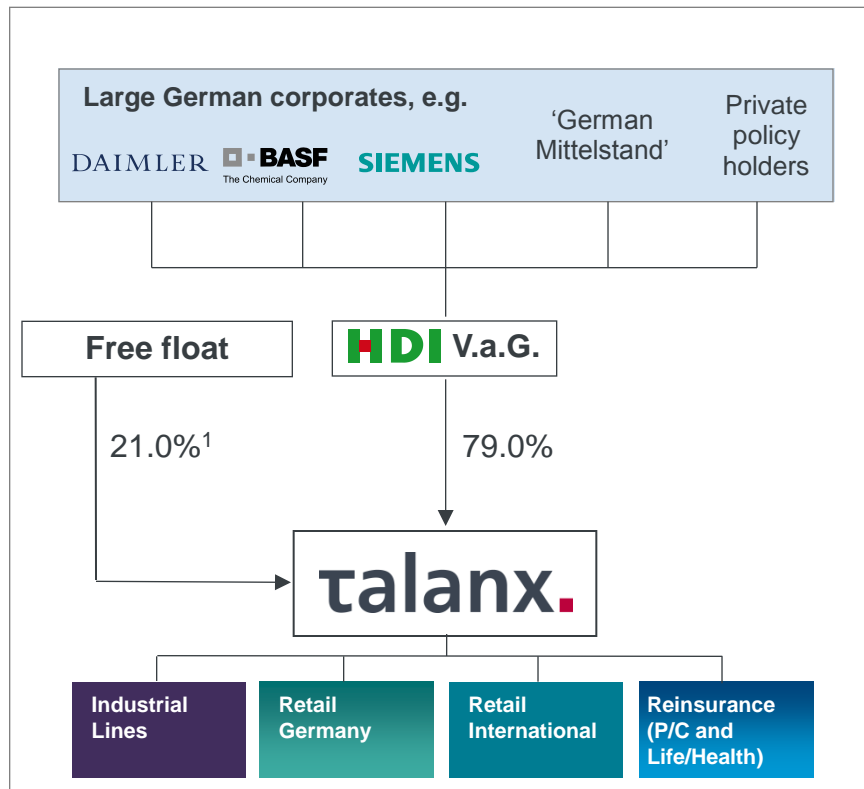 Large German corporates, e.g.
DAIMLER
BASF
The Chemical Company
SIEMENS
‘German
Mittelstand’
Private
policy
holders
Free float
HDI V.a.G.
21.0%¹
79.0%
τalanx.
Industrial
Lines
Retail
Germany
Retail
International
Reinsurance
(P/C and
Life/Health)